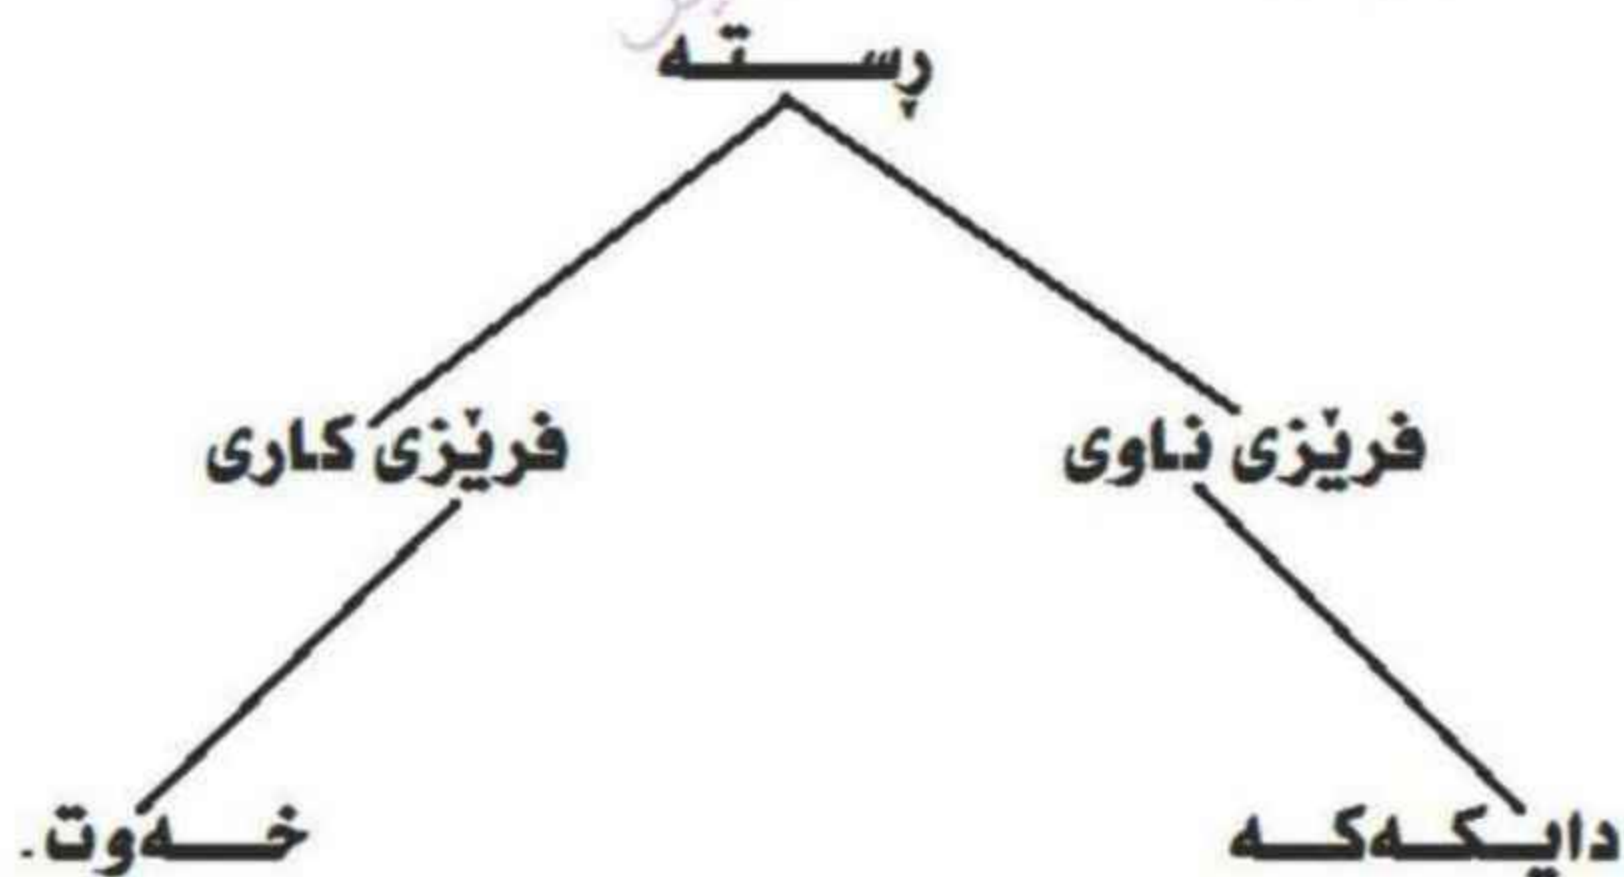 ڕستە
فرێزی ناوی فرێزی کاری
دایکەکە خەوت.